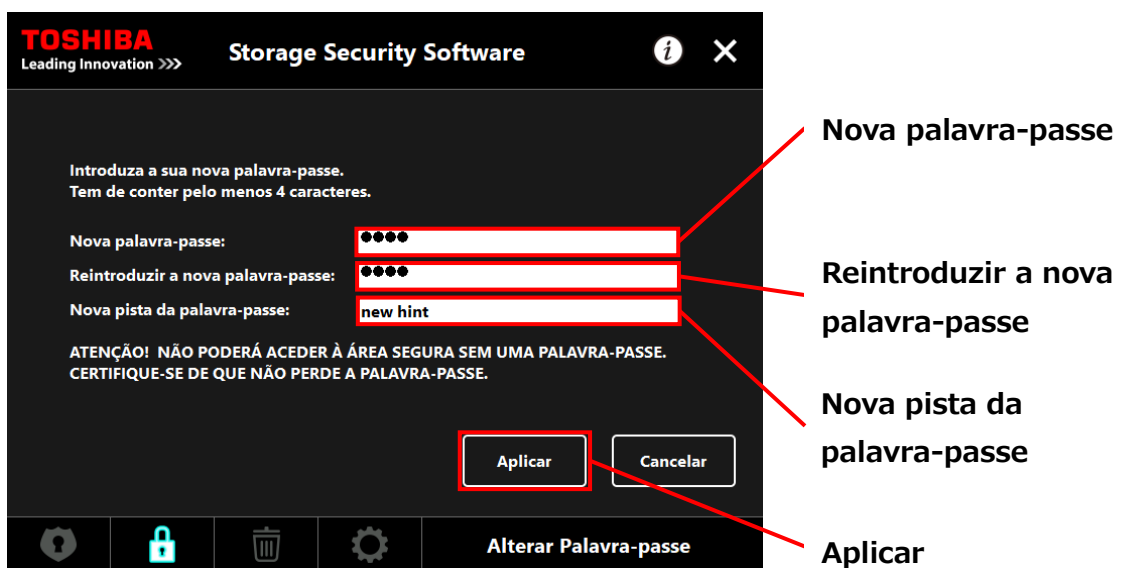 TOSHIBA
Leading Innovation >>>
Storage Security Software
i
Introduza a sua nova palavra-passe.
Tem de conter pelo menos 4 caracteres.
Nova palavra-passe:
●●●●
Reintroduzir a nova palavra-passe:
●●●●
Nova pista da palavra-passe:
new hint
ATENÇÃO! NÃO PODERÁ ACEDER À ÁREA SEGURA SEM UMA PALAVRA-PASSE.
CERTIFIQUE-SE DE QUE NÃO PERDE A PALAVRA-PASSE.
Aplicar
Cancelar
Alterar Palavra-passe
Nova palavra-passe
Reintroduzir a nova
palavra-passe
Nova pista da
palavra-passe
Aplicar